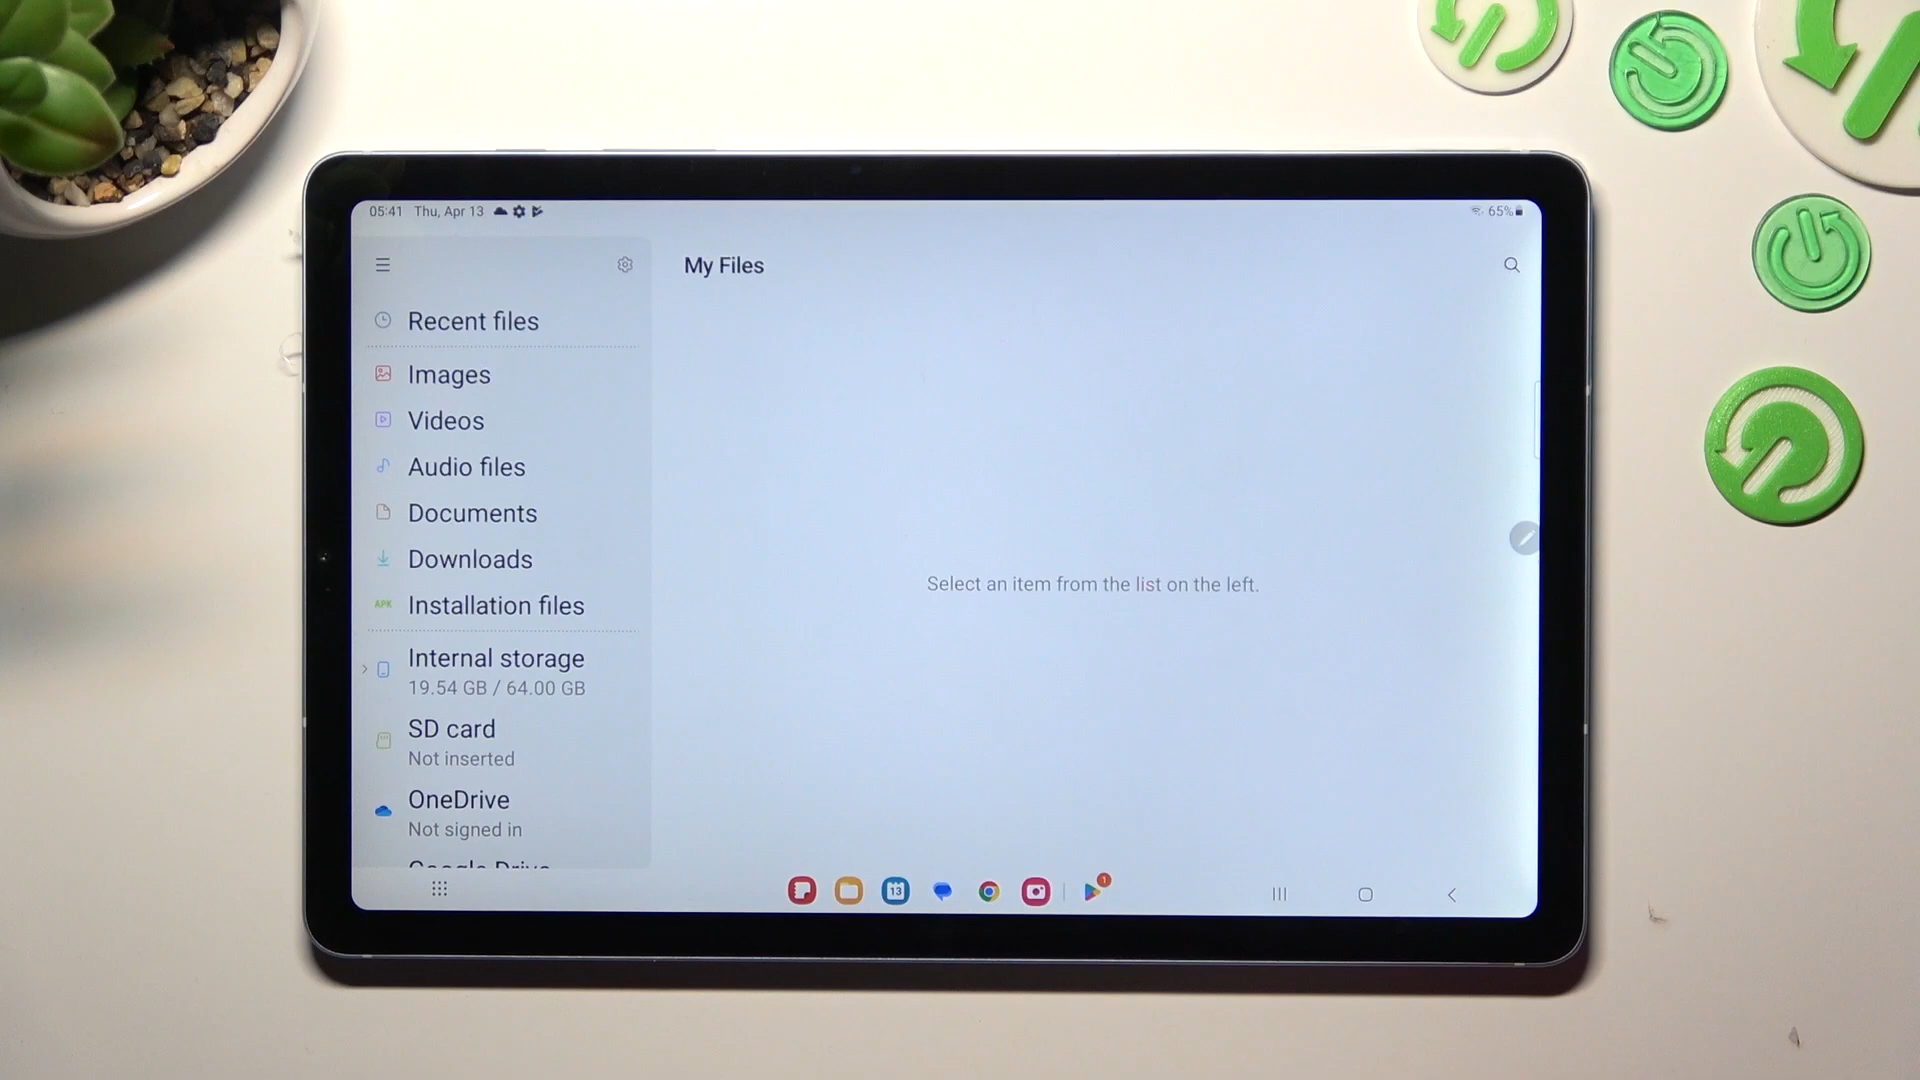 05:41 Thu, Apr 13
65%
My Files
Recent files
Images
Videos
Audio files
Documents
Downloads
APK Installation files
Internal storage
19.54 GB / 64.00 GB
SD card
Not inserted
OneDrive
Not signed in
Google Drive
Select an item from the list on the left.
13
1